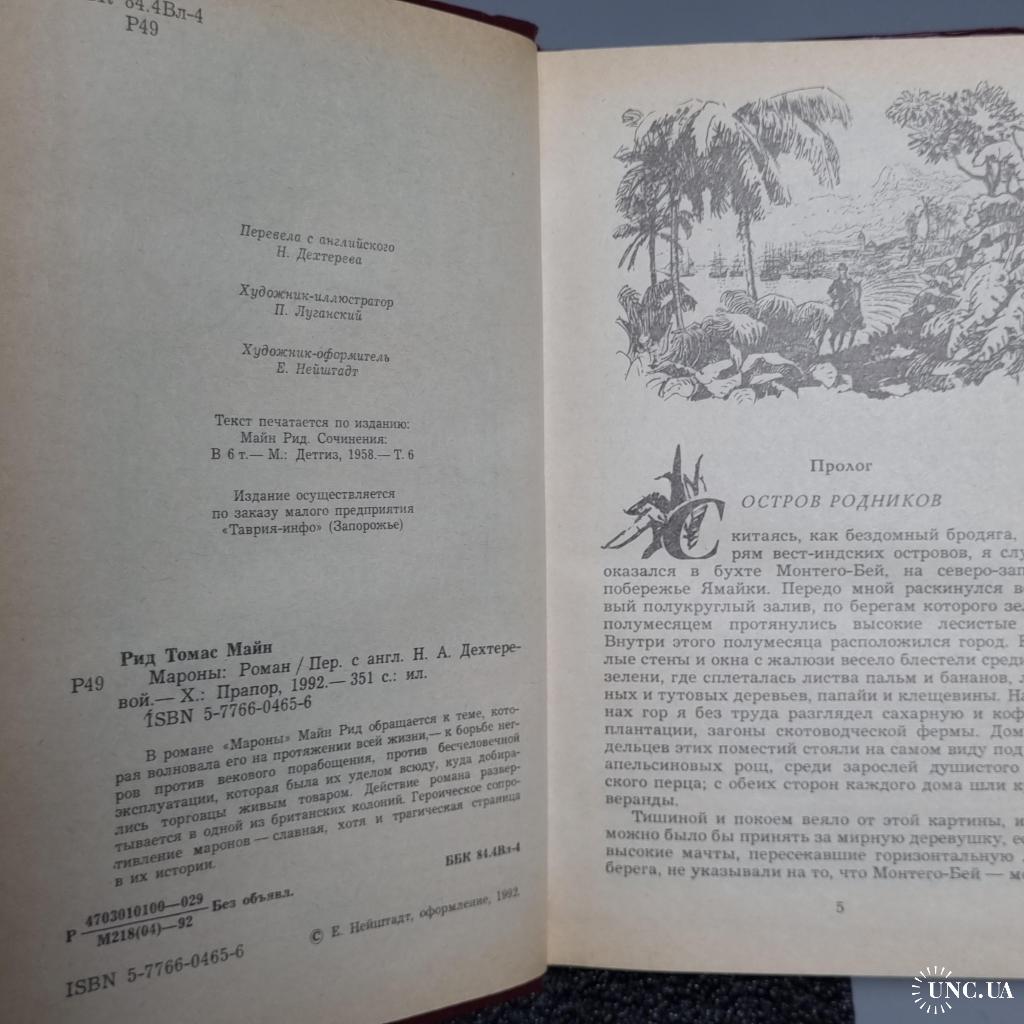 84.4Вл-4
Р49
Перевела с английского
Н. Дехтерева
Художник-иллюстратор
П. Луганский
Художник-оформитель
Е. Нейштадт
Текст печатается по изданию:
Майн Рид. Сочинения:
В 6 т.— М.: Детгиз, 1958.— Т. 6
Издание осуществляется
по заказу малого предприятия
«Таврия-инфо» (Запорожье)
Рид Томас Майн
Р49 Мароны: Роман / Пер. с англ. Н. А. Дехтере-
вой.— Х.: Прапор, 1992.— 351 с.: ил.
ISBN 5-7766-0465-6
В романе «Мароны» Майн Рид обращается к теме, кото-
рая волновала его на протяжении всей жизни,— к борьбе нег-
ров против векового порабощения, против бесчеловечной
эксплуатации, которая была их уделом всюду, куда добира-
лись торговцы живым товаром. Действие романа развер-
тывается в одной из британских колоний. Героическое сопро-
тивление маронов — славная, хотя и трагическая страница
в их истории.
ББК 84.4Вл-4
Р 4703010100—029 Без объявл.
М218(04)—92
© Е. Нейштадт, оформление, 1992
ISBN 5-7766-0465-6
Пролог
ОСТРОВ РОДНИКОВ
Скитаясь, как бездомный бродяга,
рям вест-индских островов, я слу
оказался в бухте Монтего-Бей, на северо-зап
побережье Ямайки. Передо мной раскинулся в
вый полукруглый залив, по берегам которого зел
полумесяцем протянулись высокие лесистые
Внутри этого полумесяца расположился город.
лые стены и окна с жалюзи весело блестели среди
зелени, где сплеталась листва пальм и бананов, л
ных и тутовых деревьев, папайи и клещевины. На
нах гор я без труда разглядел сахарную и коф
плантации, загоны скотоводческой фермы. Дом
дельцев этих поместий стояли на самом виду под
апельсиновых рощ, среди зарослей душистого
ского перца; с обеих сторон каждого дома шли к
веранды.
Тишиной и покоем веяло от этой картины, и
можно было бы принять за мирную деревушку, ес
высокие мачты, пересекавшие горизонтальную
берега, не указывали на то, что Монтего-Бей — мо
5
UNC.UA